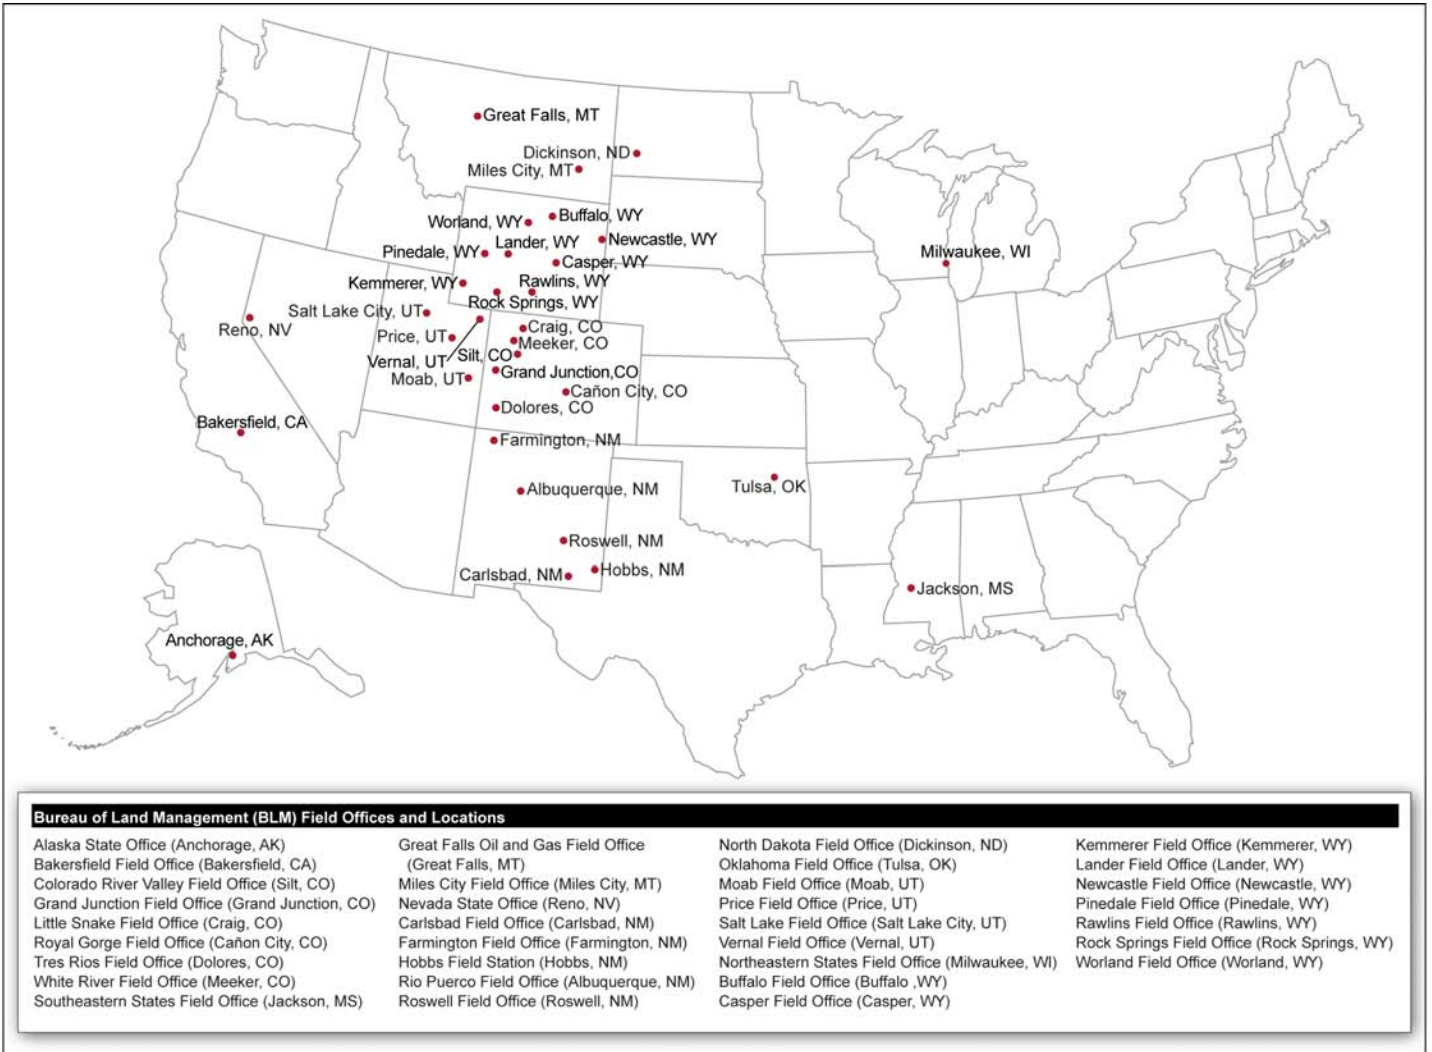 Great Falls, MT
Dickinson, ND
Miles City, MT
Buffalo, WY
Worland, WY
Newcastle, WY
Lander, WY
Pinedale, WY
Milwaukee, WI
Casper, WY
Kemmerer, WY
Rawlins, WY
Rock Springs, WY
Salt Lake City, UT
Reno, NV
Craig, CO
Price, UT
Meeker, CO
Silt, CO
Vernal, UT
Grand Junction,CO
Moab, UT
Cañon City, CO
Dolores, CO
Bakersfield, CA
Farmington, NM
Tulsa, OK
Albuquerque, NM
Roswell, NM
Hobbs, NM
Carlsbad, NM
Jackson, MS
Anchorage, AK
Bureau of Land Management (BLM) Field Offices and Locations
Alaska State Office (Anchorage, AK)
Bakersfield Field Office (Bakersfield, CA)
Colorado River Valley Field Office (Silt, CO)
Grand Junction Field Office (Grand Junction, CO)
Little Snake Field Office (Craig, CO)
Royal Gorge Field Office (Cañon City, CO)
Tres Rios Field Office (Dolores, CO)
White River Field Office (Meeker, CO)
Southeastern States Field Office (Jackson, MS)
Great Falls Oil and Gas Field Office
(Great Falls, MT)
Miles City Field Office (Miles City, MT)
Nevada State Office (Reno, NV)
Carlsbad Field Office (Carlsbad, NM)
Farmington Field Office (Farmington, NM)
Hobbs Field Station (Hobbs, NM)
Rio Puerco Field Office (Albuquerque, NM)
Roswell Field Office (Roswell, NM)
North Dakota Field Office (Dickinson, ND)
Oklahoma Field Office (Tulsa, OK)
Moab Field Office (Moab, UT)
Price Field Office (Price, UT)
Salt Lake Field Office (Salt Lake City, UT)
Vernal Field Office (Vernal, UT)
Northeastern States Field Office (Milwaukee, WI)
Buffalo Field Office (Buffalo ,WY)
Casper Field Office (Casper, WY)
Kemmerer Field Office (Kemmerer, WY)
Lander Field Office (Lander, WY)
Newcastle Field Office (Newcastle, WY)
Pinedale Field Office (Pinedale, WY)
Rawlins Field Office (Rawlins, WY)
Rock Springs Field Office (Rock Springs, WY)
Worland Field Office (Worland, WY)